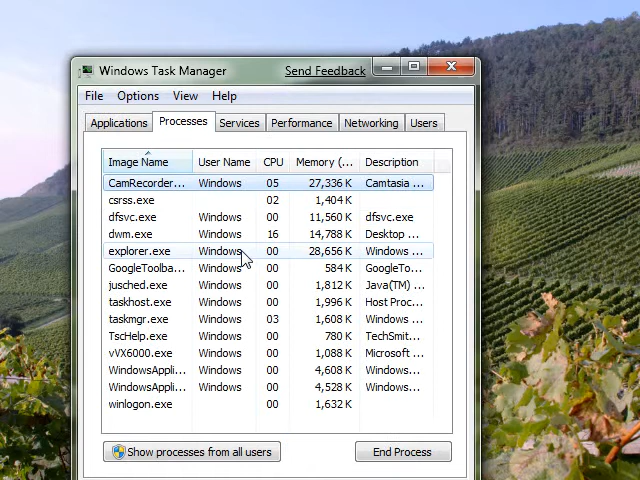 Windows Task Manager Send Feedback
File Options View Help
Applications Processes Services Performance Networking Users
Image Name User Name CPU Memory (... Description
CamRecorder... Windows 05 27,336 K Camtasia ...
csrss.exe 02 1,404 K
dfsvc.exe Windows 00 11,560 K dfsvc.exe
dwm.exe Windows 16 14,788 K Desktop ...
explorer.exe Windows 00 28,656 K Windows ...
GoogleToolba... Windows 00 584 K GoogleTo...
jusched.exe Windows 00 1,812 K Java(TM) ...
taskhost.exe Windows 00 1,996 K Host Proc...
taskmgr.exe Windows 03 1,608 K Windows ...
TscHelp.exe Windows 00 780 K TechSmit...
vVX6000.exe Windows 00 1,088 K Microsoft ...
WindowsAppli... Windows 00 4,608 K Windows...
WindowsAppli... Windows 00 4,528 K Windows...
winlogon.exe 00 1,632 K
Show processes from all users End Process